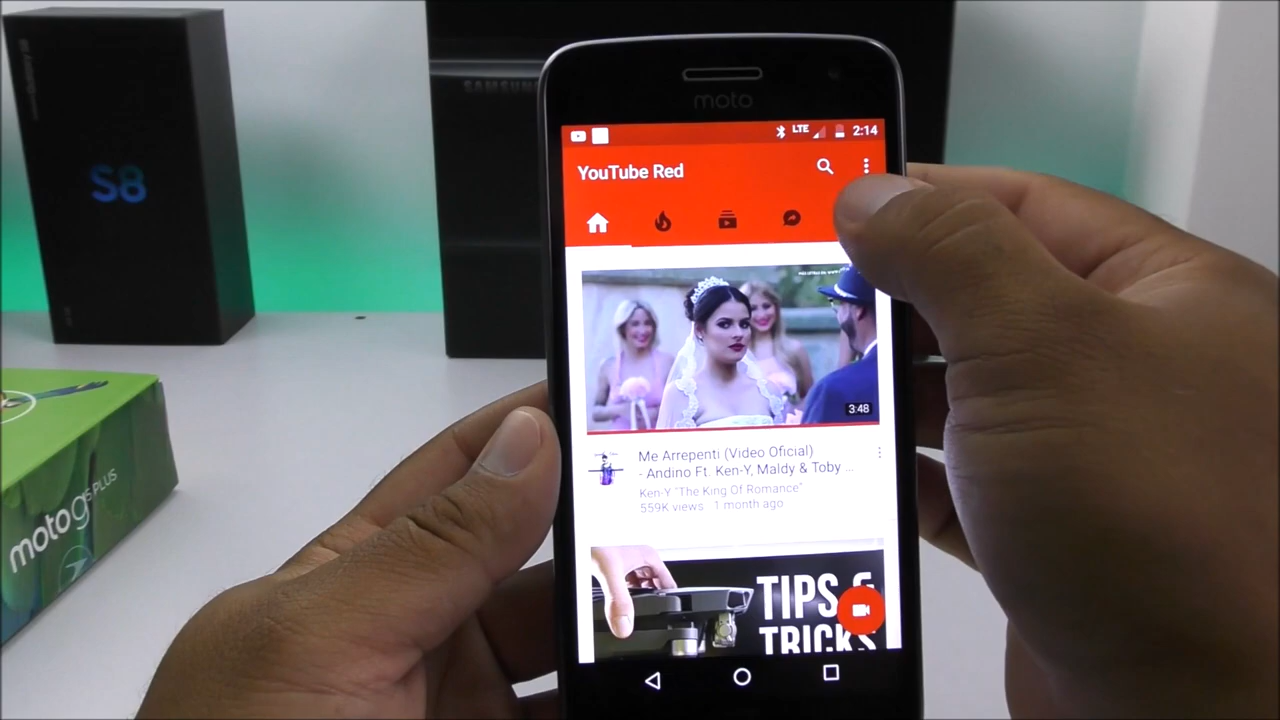 S8
SAMSUNG
moto
LTE 2:14
YouTube Red
3:48
Me Arrepenti (Video Oficial)
- Andino Ft. Ken-Y, Maldy & Toby ...
Ken-Y "The King Of Romance"
559K views · 1 month ago
TIPS &
TRICKS
moto g5 PLUS